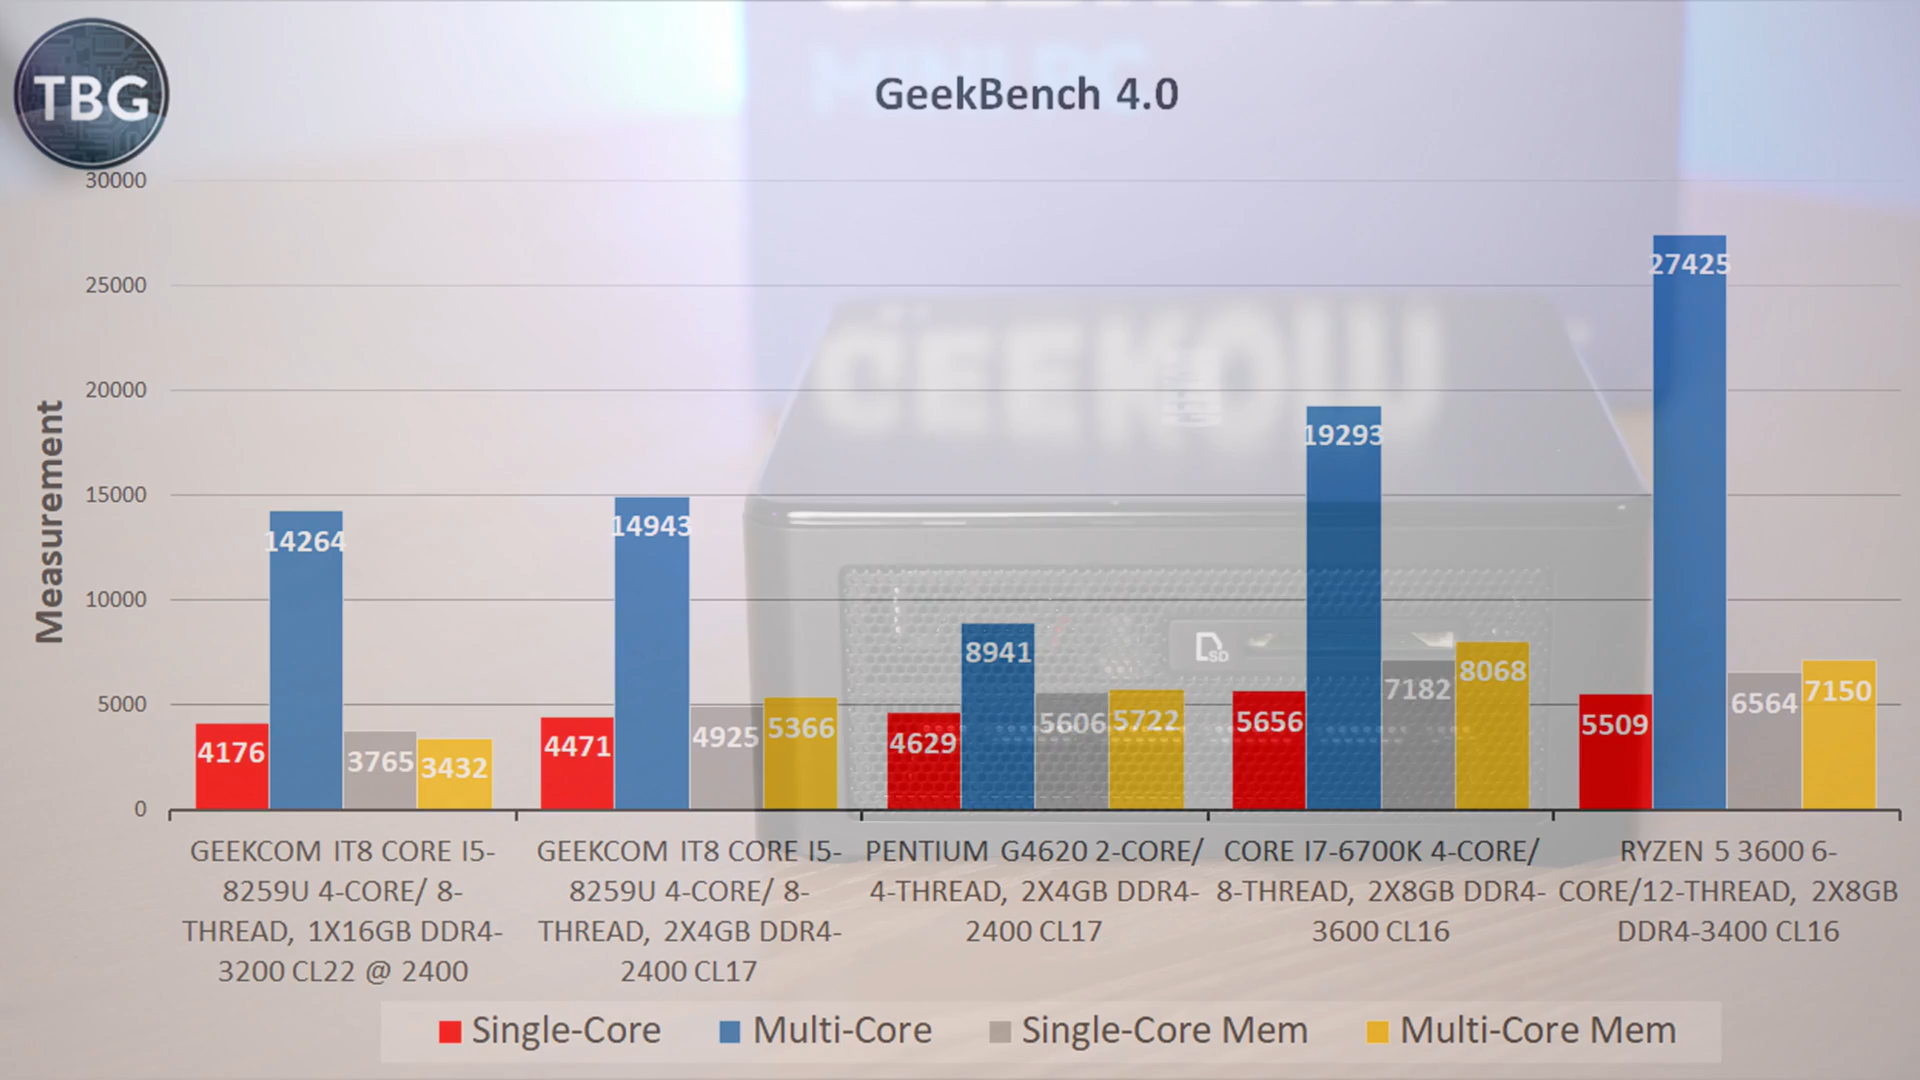 TBG
GeekBench 4.0
Measurement
30000
25000
20000
15000
10000
5000
0
4176
14264
3765
3432
4471
14943
4925
5366
4629
8941
5606
5722
5656
19293
7182
8068
5509
27425
6564
7150
GEEKCOM IT8 CORE I5-
8259U 4-CORE/ 8-
THREAD, 1X16GB DDR4-
3200 CL22 @ 2400
GEEKCOM IT8 CORE I5-
8259U 4-CORE/ 8-
THREAD, 2X4GB DDR4-
2400 CL17
PENTIUM G4620 2-CORE/
4-THREAD, 2X4GB DDR4-
2400 CL17
CORE I7-6700K 4-CORE/
8-THREAD, 2X8GB DDR4-
3600 CL16
RYZEN 5 3600 6-
CORE/12-THREAD, 2X8GB
DDR4-3400 CL16
Single-Core
Multi-Core
Single-Core Mem
Multi-Core Mem
MINI PC
GEEKOM
SD